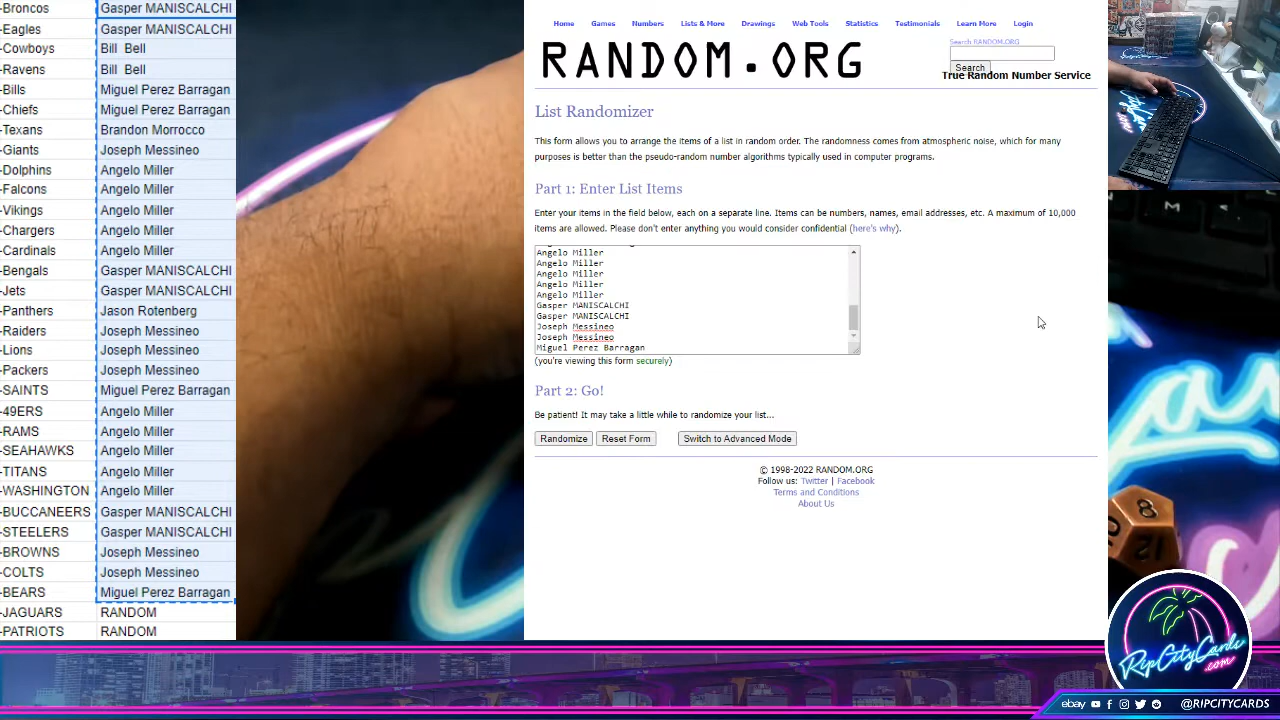 -Broncos Gasper MANISCALCHI
-Eagles Gasper MANISCALCHI
-Cowboys Bill Bell
-Ravens Bill Bell
-Bills Miguel Perez Barragan
-Chiefs Miguel Perez Barragan
-Texans Brandon Morrocco
-Giants Joseph Messineo
-Dolphins Angelo Miller
-Falcons Angelo Miller
-Vikings Angelo Miller
-Chargers Angelo Miller
-Cardinals Angelo Miller
-Bengals Gasper MANISCALCHI
-Jets Gasper MANISCALCHI
-Panthers Jason Rotenberg
-Raiders Joseph Messineo
-Lions Joseph Messineo
-Packers Joseph Messineo
-SAINTS Miguel Perez Barragan
-49ERS Angelo Miller
-RAMS Angelo Miller
-SEAHAWKS Angelo Miller
-TITANS Angelo Miller
-WASHINGTON Angelo Miller
-BUCCANEERS Gasper MANISCALCHI
-STEELERS Gasper MANISCALCHI
-BROWNS Joseph Messineo
-COLTS Joseph Messineo
-BEARS Miguel Perez Barragan
-JAGUARS RANDOM
-PATRIOTS RANDOM
Home Games Numbers Lists & More Drawings Web Tools Statistics Testimonials Learn More Login
RANDOM.ORG
Search RANDOM.ORG
Search
True Random Number Service
List Randomizer
This form allows you to arrange the items of a list in random order. The randomness comes from atmospheric noise, which for many
purposes is better than the pseudo-random number algorithms typically used in computer programs.
Part 1: Enter List Items
Enter your items in the field below, each on a separate line. Items can be numbers, names, email addresses, etc. A maximum of 10,000
items are allowed. Please don't enter anything you would consider confidential (here's why).
Angelo Miller
Angelo Miller
Angelo Miller
Angelo Miller
Angelo Miller
Gasper MANISCALCHI
Gasper MANISCALCHI
Joseph Messineo
Joseph Messineo
Miguel Perez Barragan
(you're viewing this form securely)
Part 2: Go!
Be patient! It may take a little while to randomize your list...
Randomize Reset Form Switch to Advanced Mode
© 1998-2022 RANDOM.ORG
Follow us: Twitter | Facebook
Terms and Conditions
About Us
8
21
RipCityCards
.com
ebay @RIPCITYCARDS